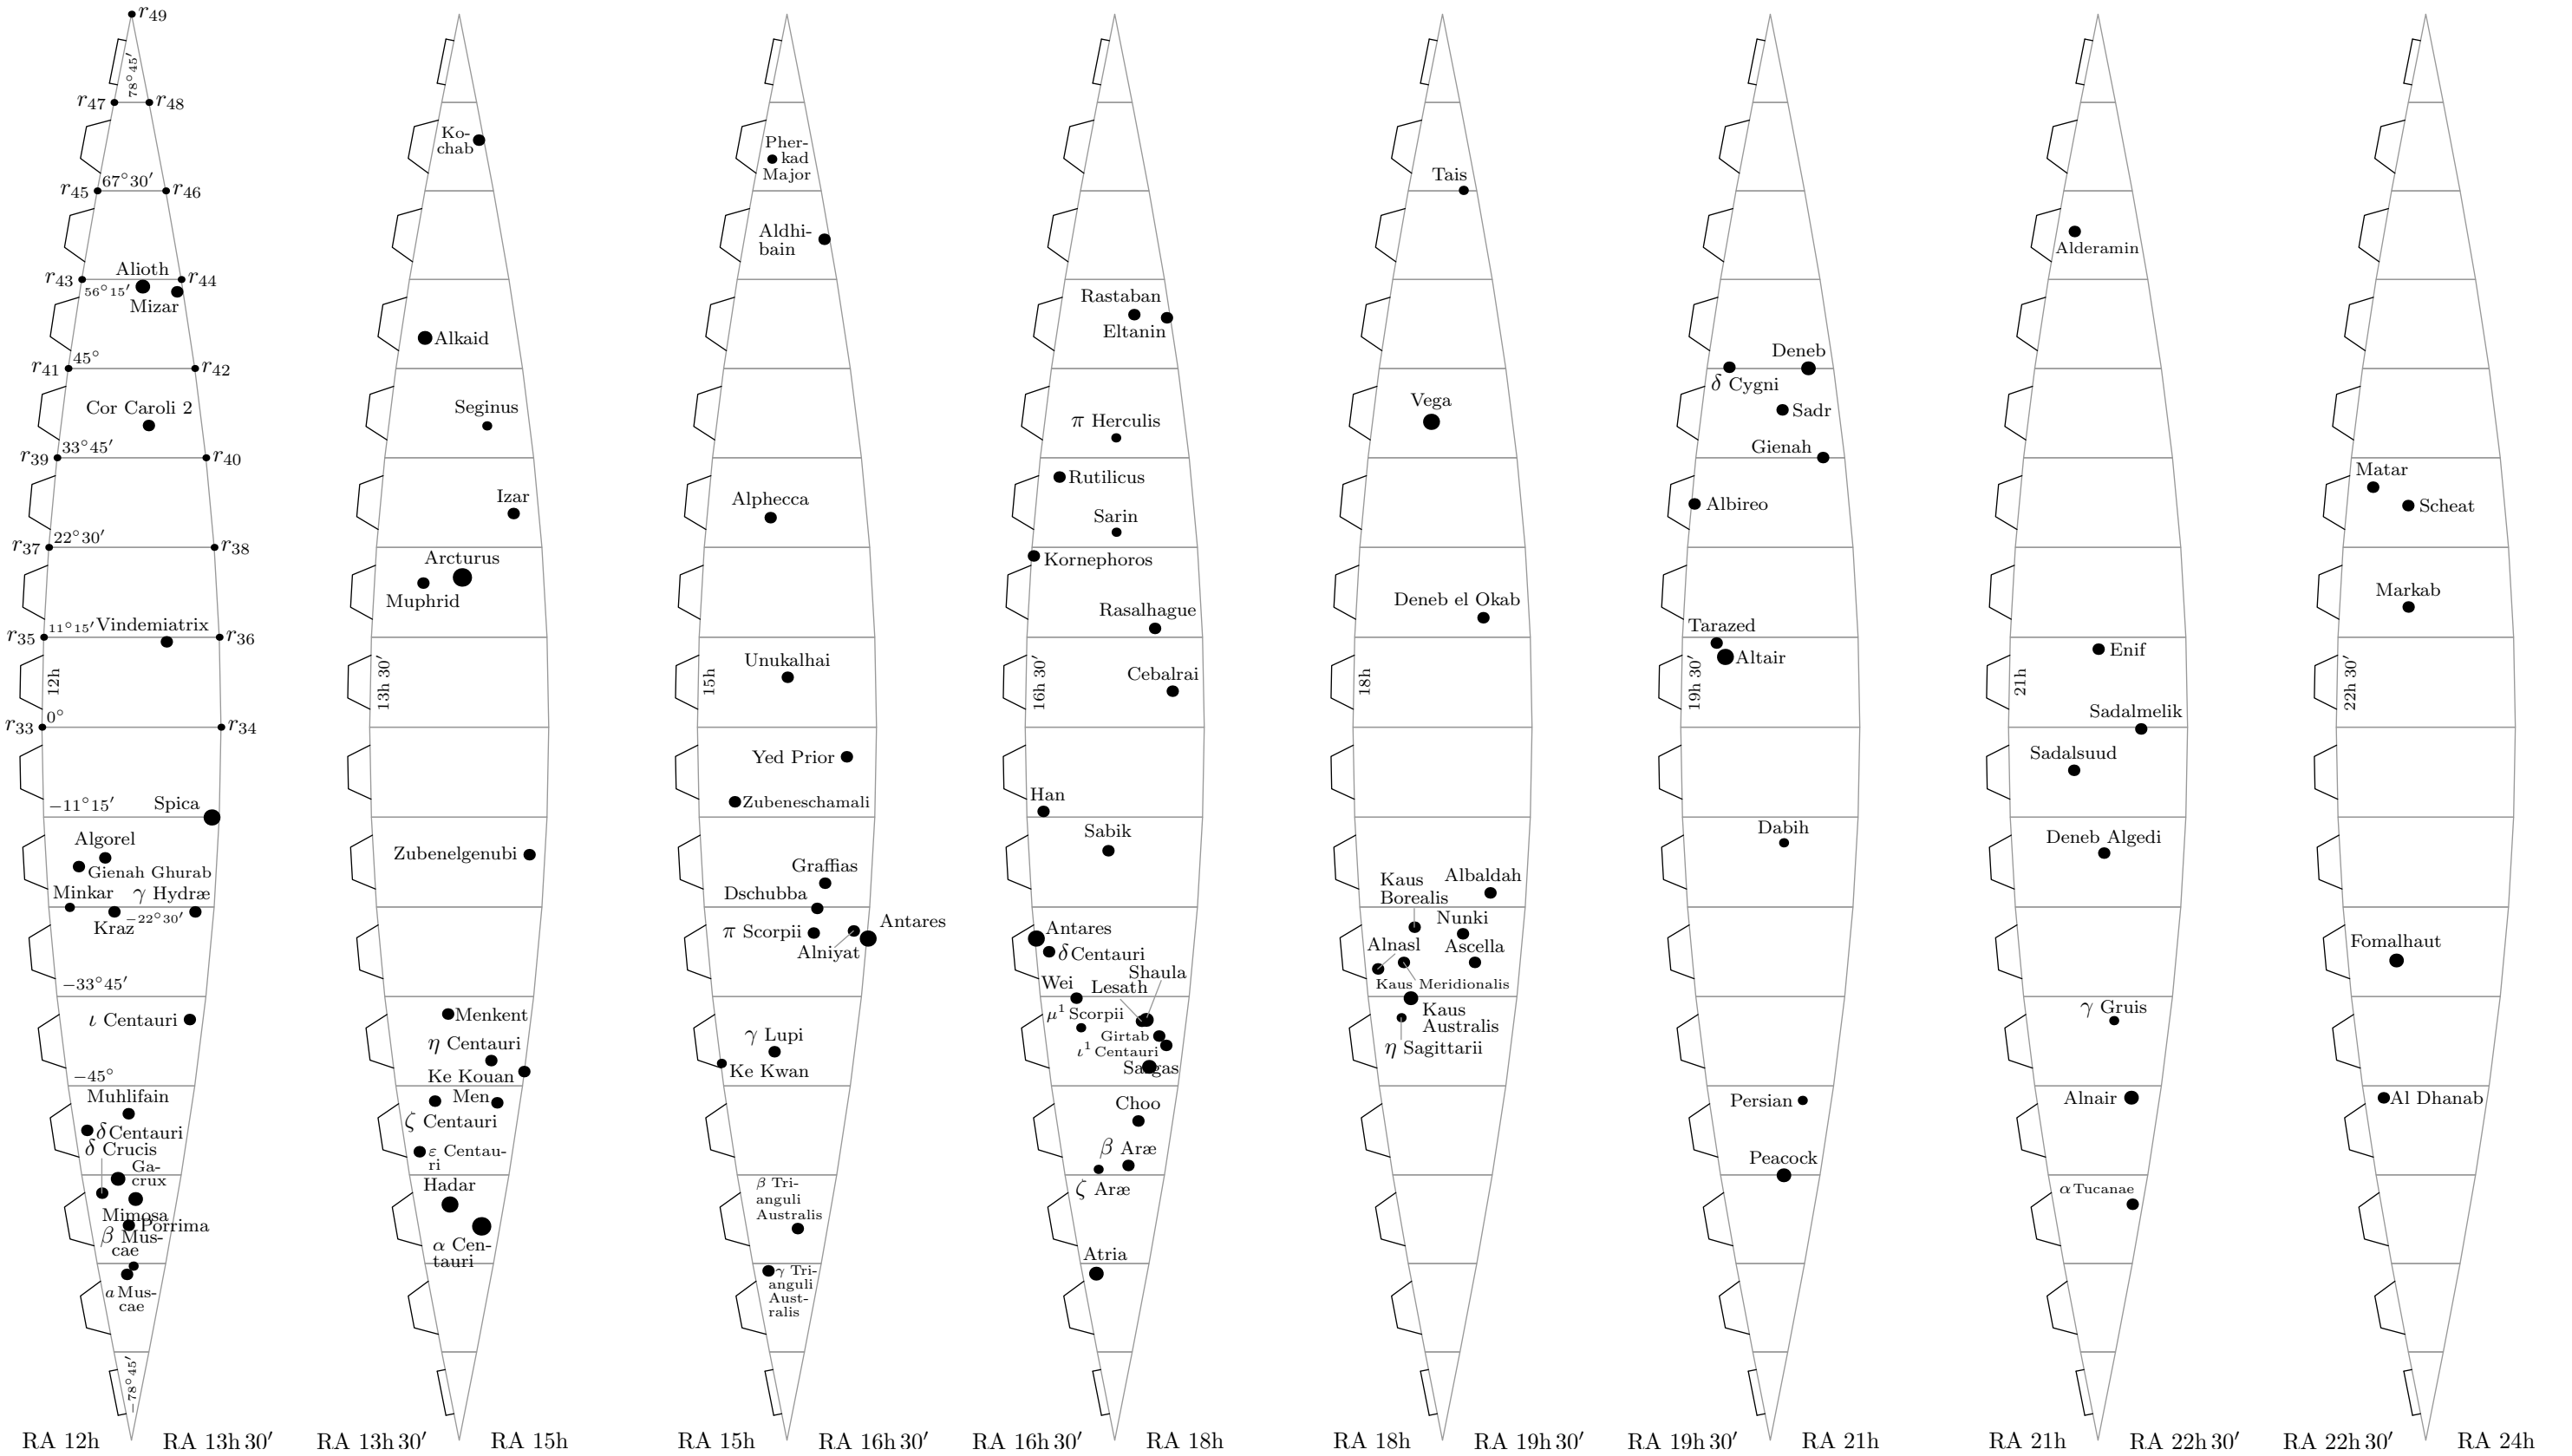 r49
78°45′
r47
r48
r45
67°30′
r46
Alioth
r43
r44
56°15′
Mizar
r41
45°
r42
Cor Caroli 2
r39
33°45′
r40
r37
22°30′
r38
r35
11°15′
Vindemiatrix
r36
12h
r33
0°
r34
−11°15′
Spica
Algorel
Gienah Ghurab
Minkar
γ Hydræ
Kraz
−22°30′
−33°45′
ι Centauri
−45°
Muhlifain
δ Centauri
δ Crucis
Ga-
crux
Mimosa
Porrima
β Mus-
cae
a Mus-
cae
−78°45′
RA 12h
RA 13h 30′
Ko-
chab
Alkaid
Seginus
Izar
Arcturus
Muphrid
13h 30′
Zubenelgenubi
Menkent
η Centauri
Ke Kouan
Men
ζ Centauri
ε Centau-
ri
Hadar
α Cen-
tauri
RA 13h 30′
RA 15h
Pher-
kad
Major
Aldhi-
bain
Alphecca
Unukalhai
15h
Yed Prior
Zubeneschamali
Graffias
Dschubba
Antares
π Scorpii
Alniyat
γ Lupi
Ke Kwan
β Tri-
anguli
Australis
γ Tri-
anguli
Aust-
ralis
RA 15h
RA 16h 30′
Rastaban
Eltanin
π Herculis
Rutilicus
Sarin
Kornephoros
Rasalhague
16h 30′
Cebalrai
Han
Sabik
Antares
δ Centauri
Shaula
Wei
Lesath
μ1 Scorpii
Girtab
ι1 Centauri
Sargas
Choo
β Aræ
ζ Aræ
Atria
RA 16h 30′
RA 18h
Tais
Vega
Deneb el Okab
18h
Kaus
Borealis
Albaldah
Nunki
Alnasl
Ascella
Kaus Meridionalis
Kaus
Australis
η Sagittarii
RA 18h
RA 19h 30′
Deneb
δ Cygni
Sadr
Gienah
Albireo
Tarazed
Altair
19h 30′
Dabih
Persian
Peacock
RA 19h 30′
RA 21h
Alderamin
Enif
21h
Sadalmelik
Sadalsuud
Deneb Algedi
γ Gruis
Alnair
α Tucanae
RA 21h
RA 22h 30′
Matar
Scheat
Markab
22h 30′
Fomalhaut
Al Dhanab
RA 22h 30′
RA 24h